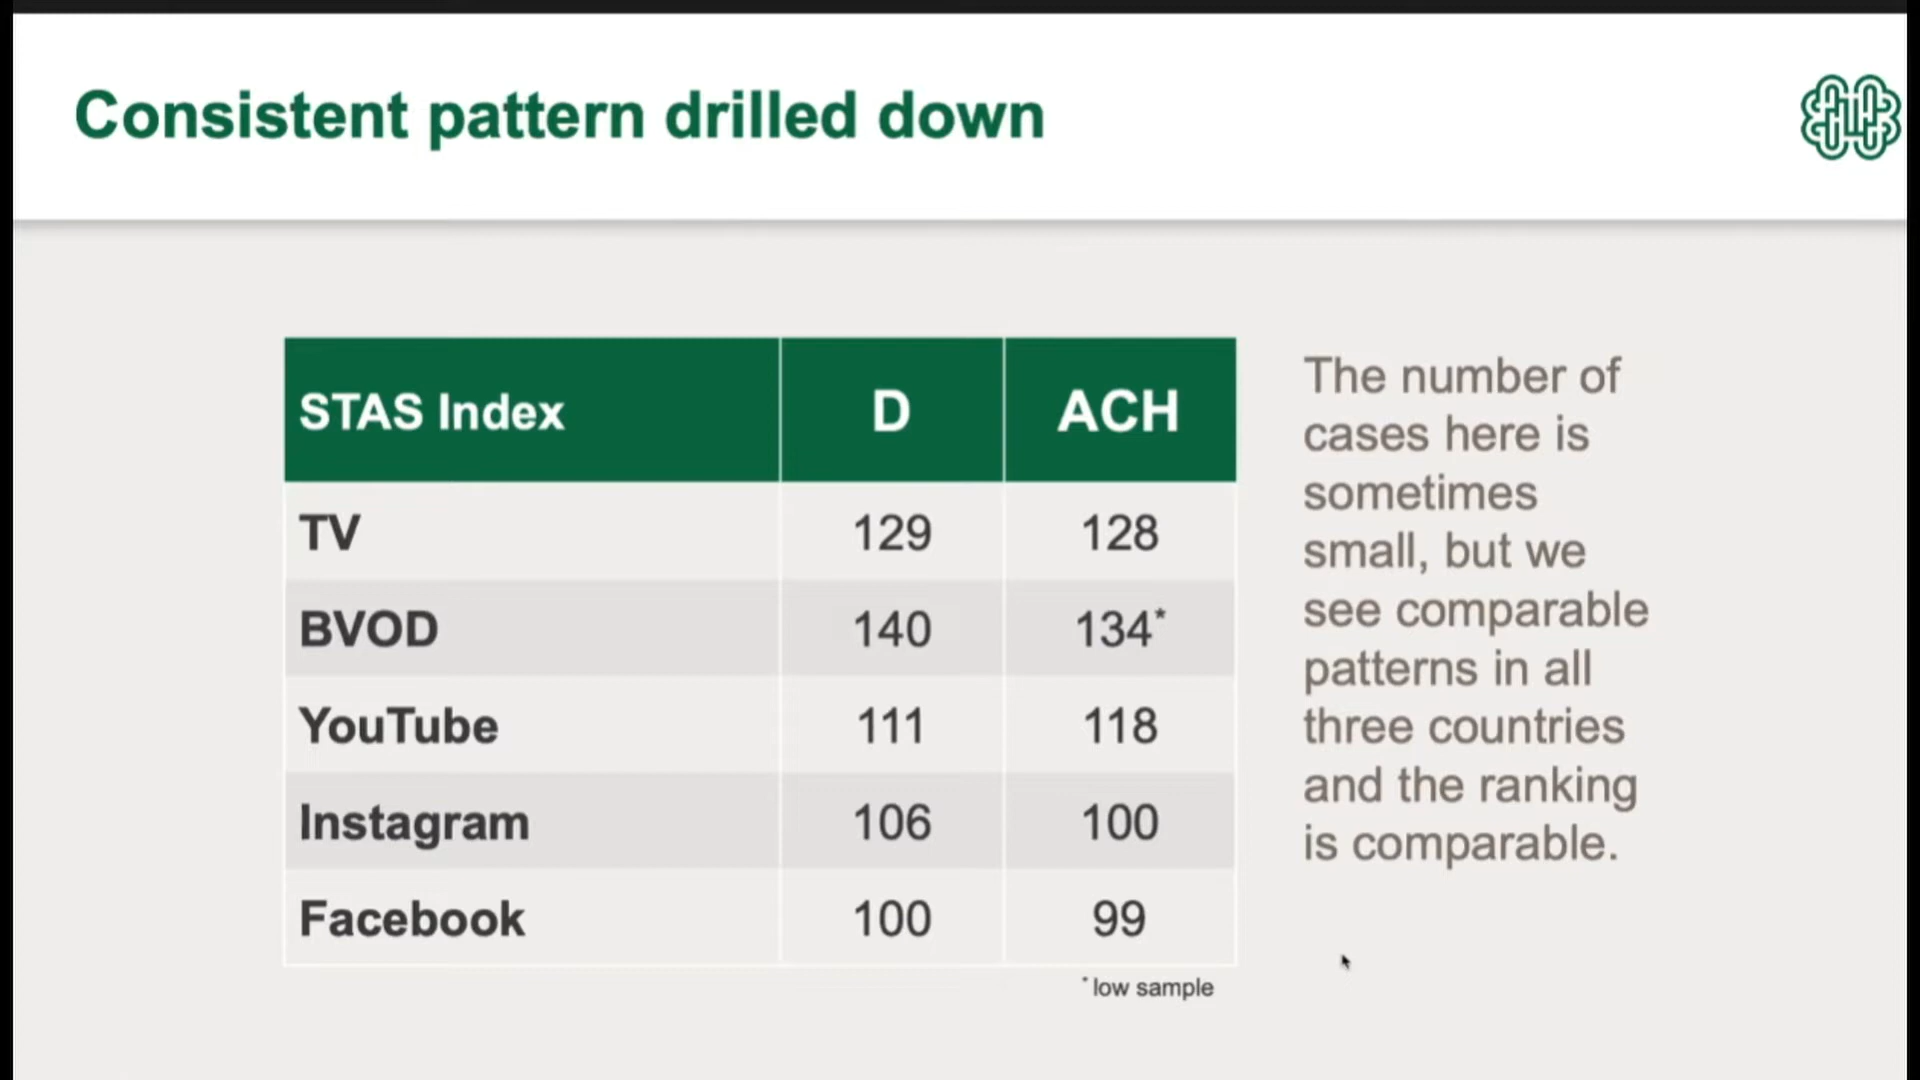 Consistent pattern drilled down
STAS Index D ACH
TV 129 128
BVOD 140 134*
YouTube 111 118
Instagram 106 100
Facebook 100 99
* low sample
The number of
cases here is
sometimes
small, but we
see comparable
patterns in all
three countries
and the ranking
is comparable.